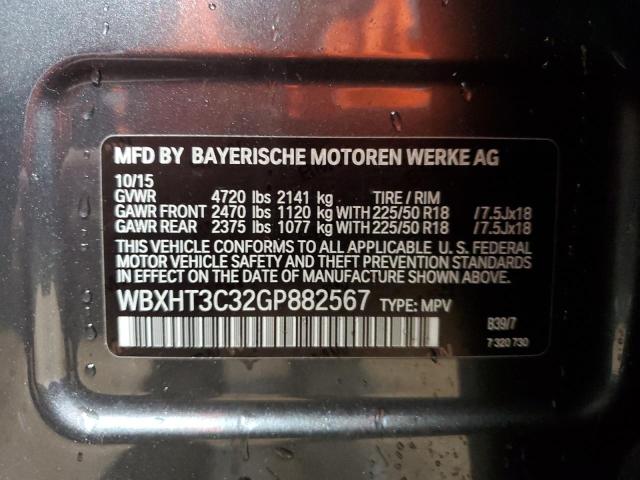 MFD BY BAYERISCHE MOTOREN WERKE AG
10/15
GVWR 4720 lbs 2141 kg TIRE / RIM
GAWR FRONT 2470 lbs 1120 kg WITH 225/50 R18 /7.5Jx18
GAWR REAR 2375 lbs 1077 kg WITH 225/50 R18 /7.5Jx18
THIS VEHICLE CONFORMS TO ALL APPLICABLE U.S. FEDERAL
MOTOR VEHICLE SAFETY AND THEFT PREVENTION STANDARDS
IN EFFECT ON THE DATE OF MANUFACTURE SHOWN ABOVE.
WBXHT3C32GP882567 TYPE: MPV
B39/7
7 320 730